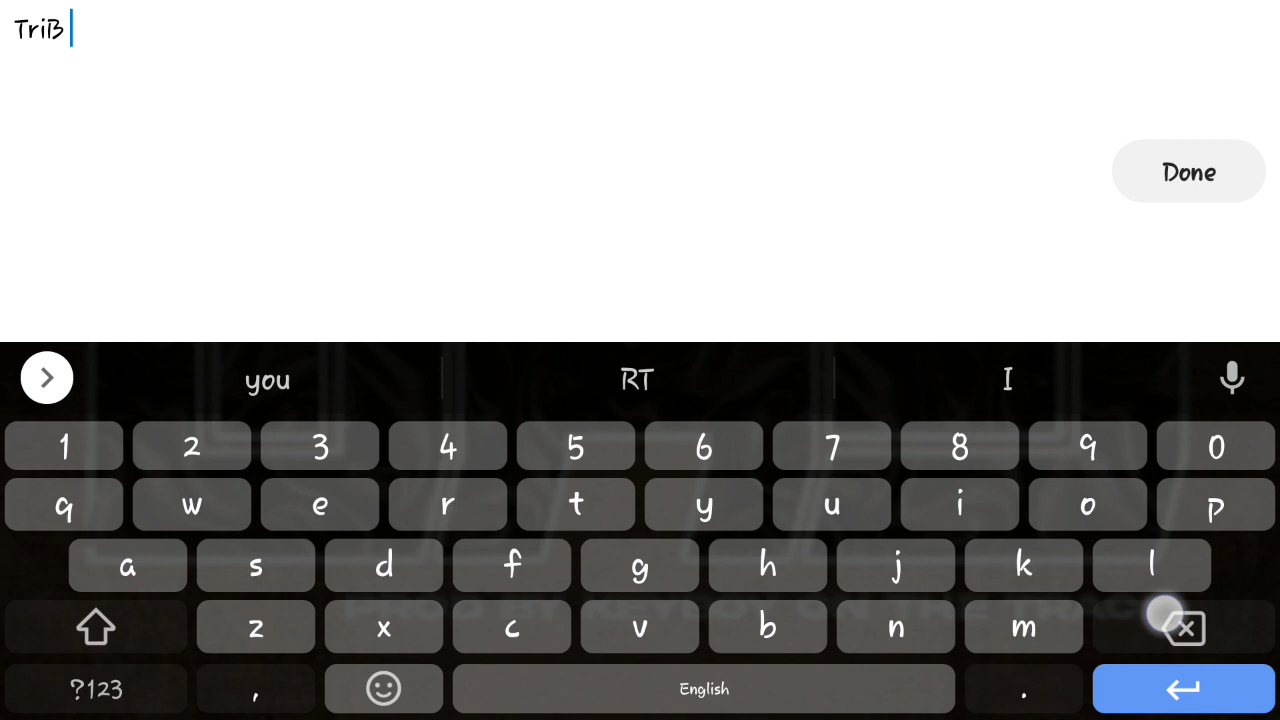 TriB
Done
you RT I
1 2 3 4 5 6 7 8 9 0
q w e r t y u i o p
a s d f g h j k l
z x c v b n m
?123 , English .